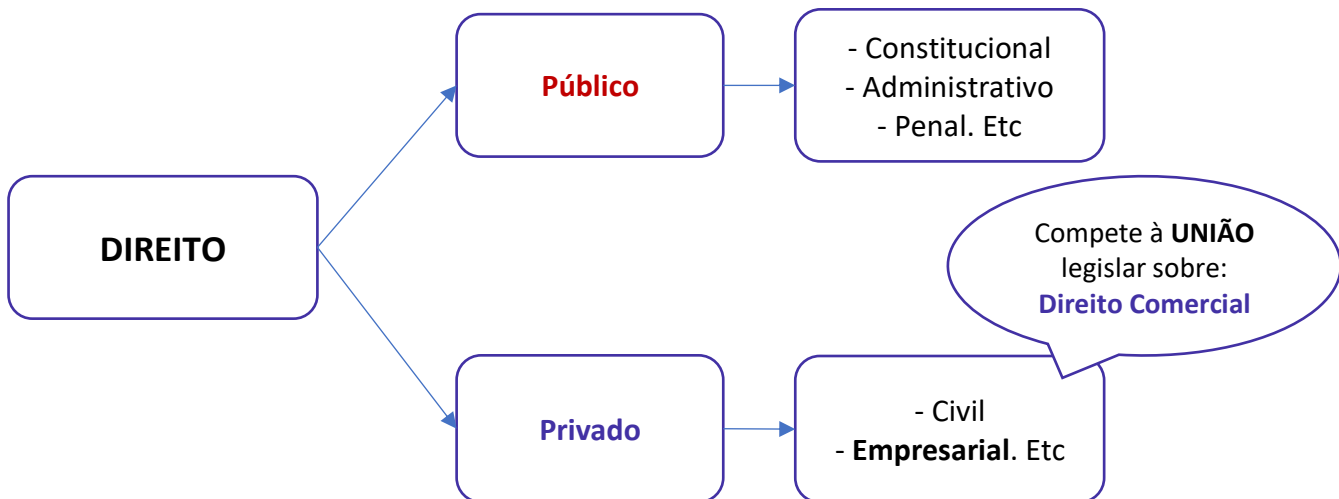 DIREITO
Público
- Constitucional
- Administrativo
- Penal. Etc
Compete à UNIÃO
legislar sobre:
Direito Comercial
Privado
- Civil
- Empresarial. Etc